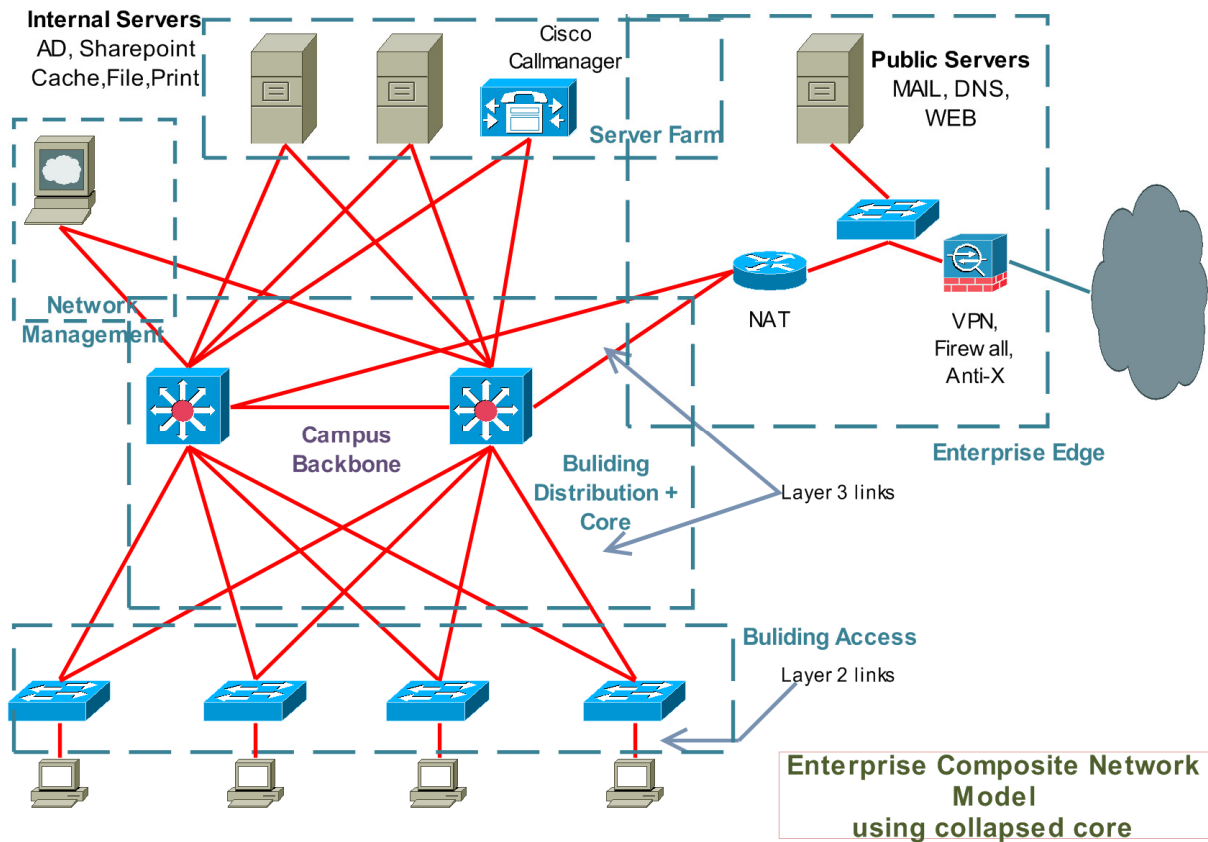 Internal Servers
AD, Sharepoint
Cache,File,Print
Cisco
Callmanager
Server Farm
Public Servers
MAIL, DNS,
WEB
Network
Management
NAT
VPN,
Firewall,
Anti-X
Enterprise Edge
Campus
Backbone
Buliding
Distribution +
Core
Layer 3 links
Buliding Access
Layer 2 links
Enterprise Composite Network
Model
using collapsed core